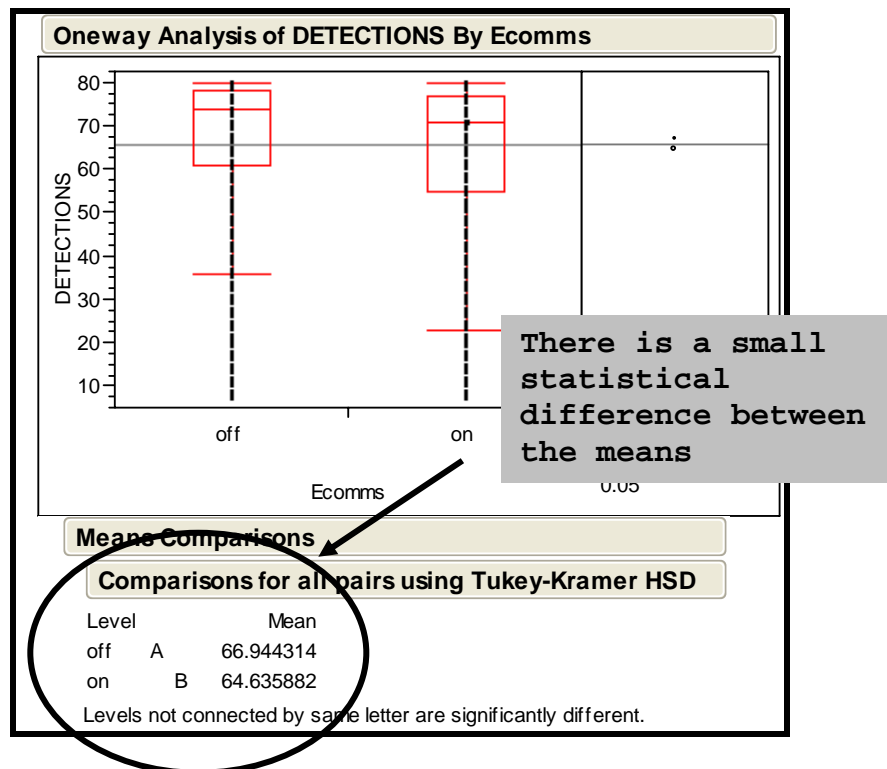 Oneway Analysis of DETECTIONS By Ecomms
80
70
60
50
40
30
20
10
DETECTIONS
off
on
Ecomms
0.05
There is a small
statistical
difference between
the means
Means Comparisons
Comparisons for all pairs using Tukey-Kramer HSD
Level Mean
off A 66.944314
on B 64.635882
Levels not connected by same letter are significantly different.